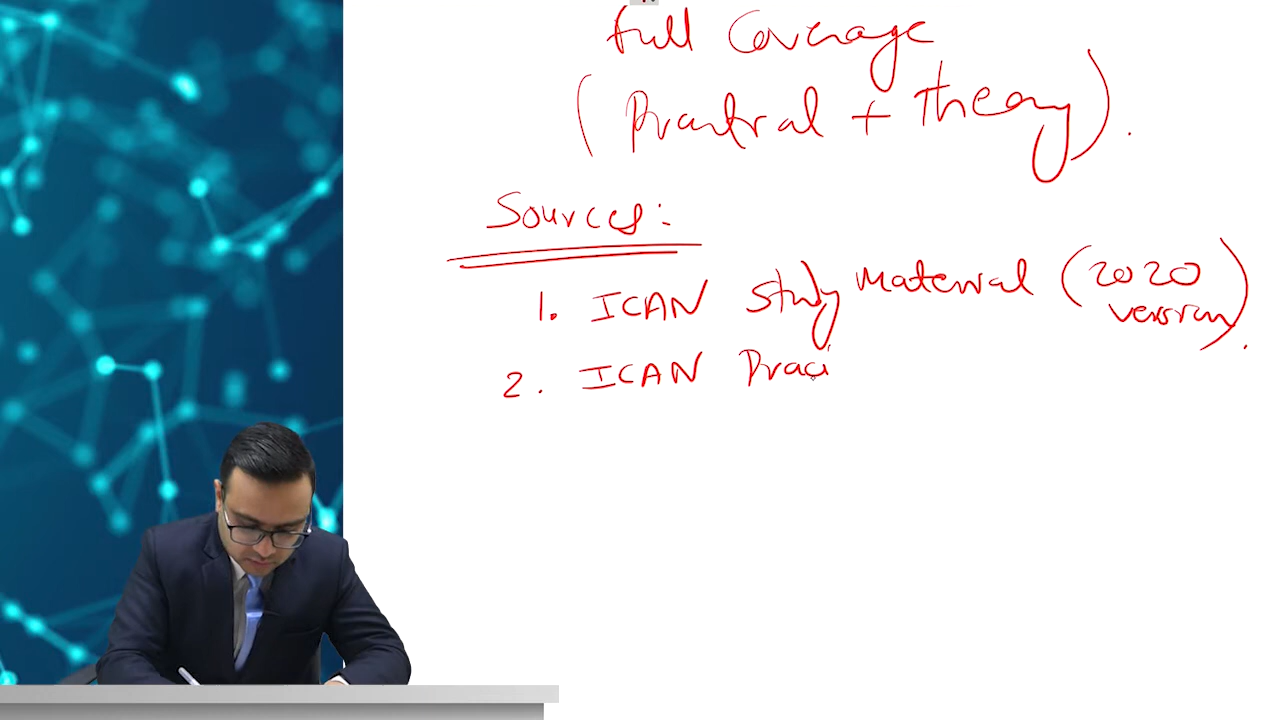 Full Coverage
(Practical + Theory).
Sources:
1. ICAN Study Material (2020 version).
2. ICAN Prac